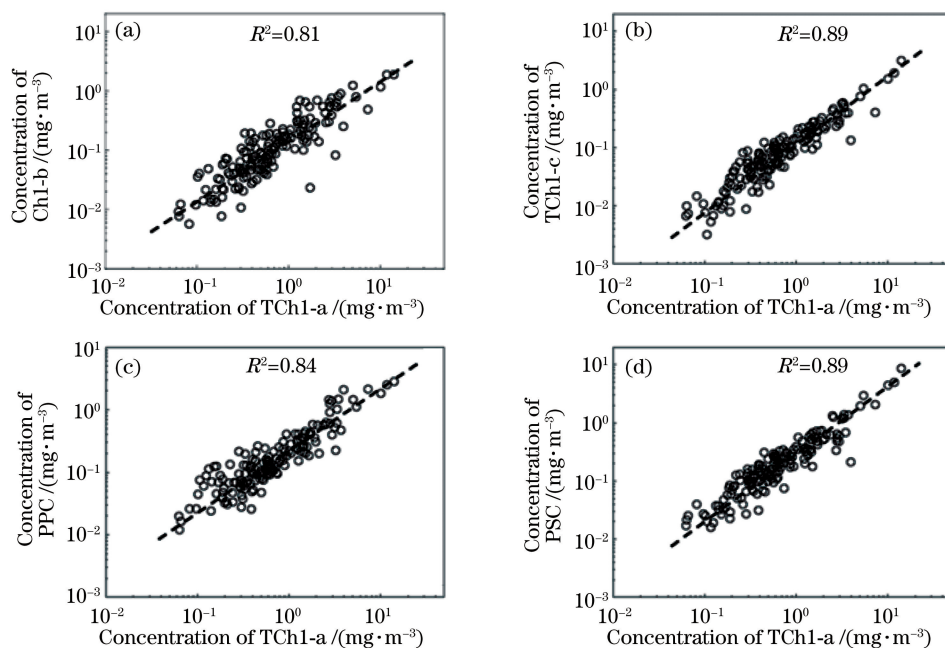 (a)
R²=0.81
10¹
10⁰
10⁻¹
10⁻²
10⁻³
Concentration of
Ch1-b /(mg·m⁻³)
10⁻²
10⁻¹
10⁰
10¹
Concentration of TCh1-a /(mg·m⁻³)
(b)
R²=0.89
10¹
10⁰
10⁻¹
10⁻²
10⁻³
Concentration of
TCh1-c /(mg·m⁻³)
10⁻²
10⁻¹
10⁰
10¹
Concentration of TCh1-a /(mg·m⁻³)
(c)
R²=0.84
10¹
10⁰
10⁻¹
10⁻²
10⁻³
Concentration of
PPC /(mg·m⁻³)
10⁻²
10⁻¹
10⁰
10¹
Concentration of TCh1-a /(mg·m⁻³)
(d)
R²=0.89
10¹
10⁰
10⁻¹
10⁻²
10⁻³
Concentration of
PSC /(mg·m⁻³)
10⁻²
10⁻¹
10⁰
10¹
Concentration of TCh1-a /(mg·m⁻³)